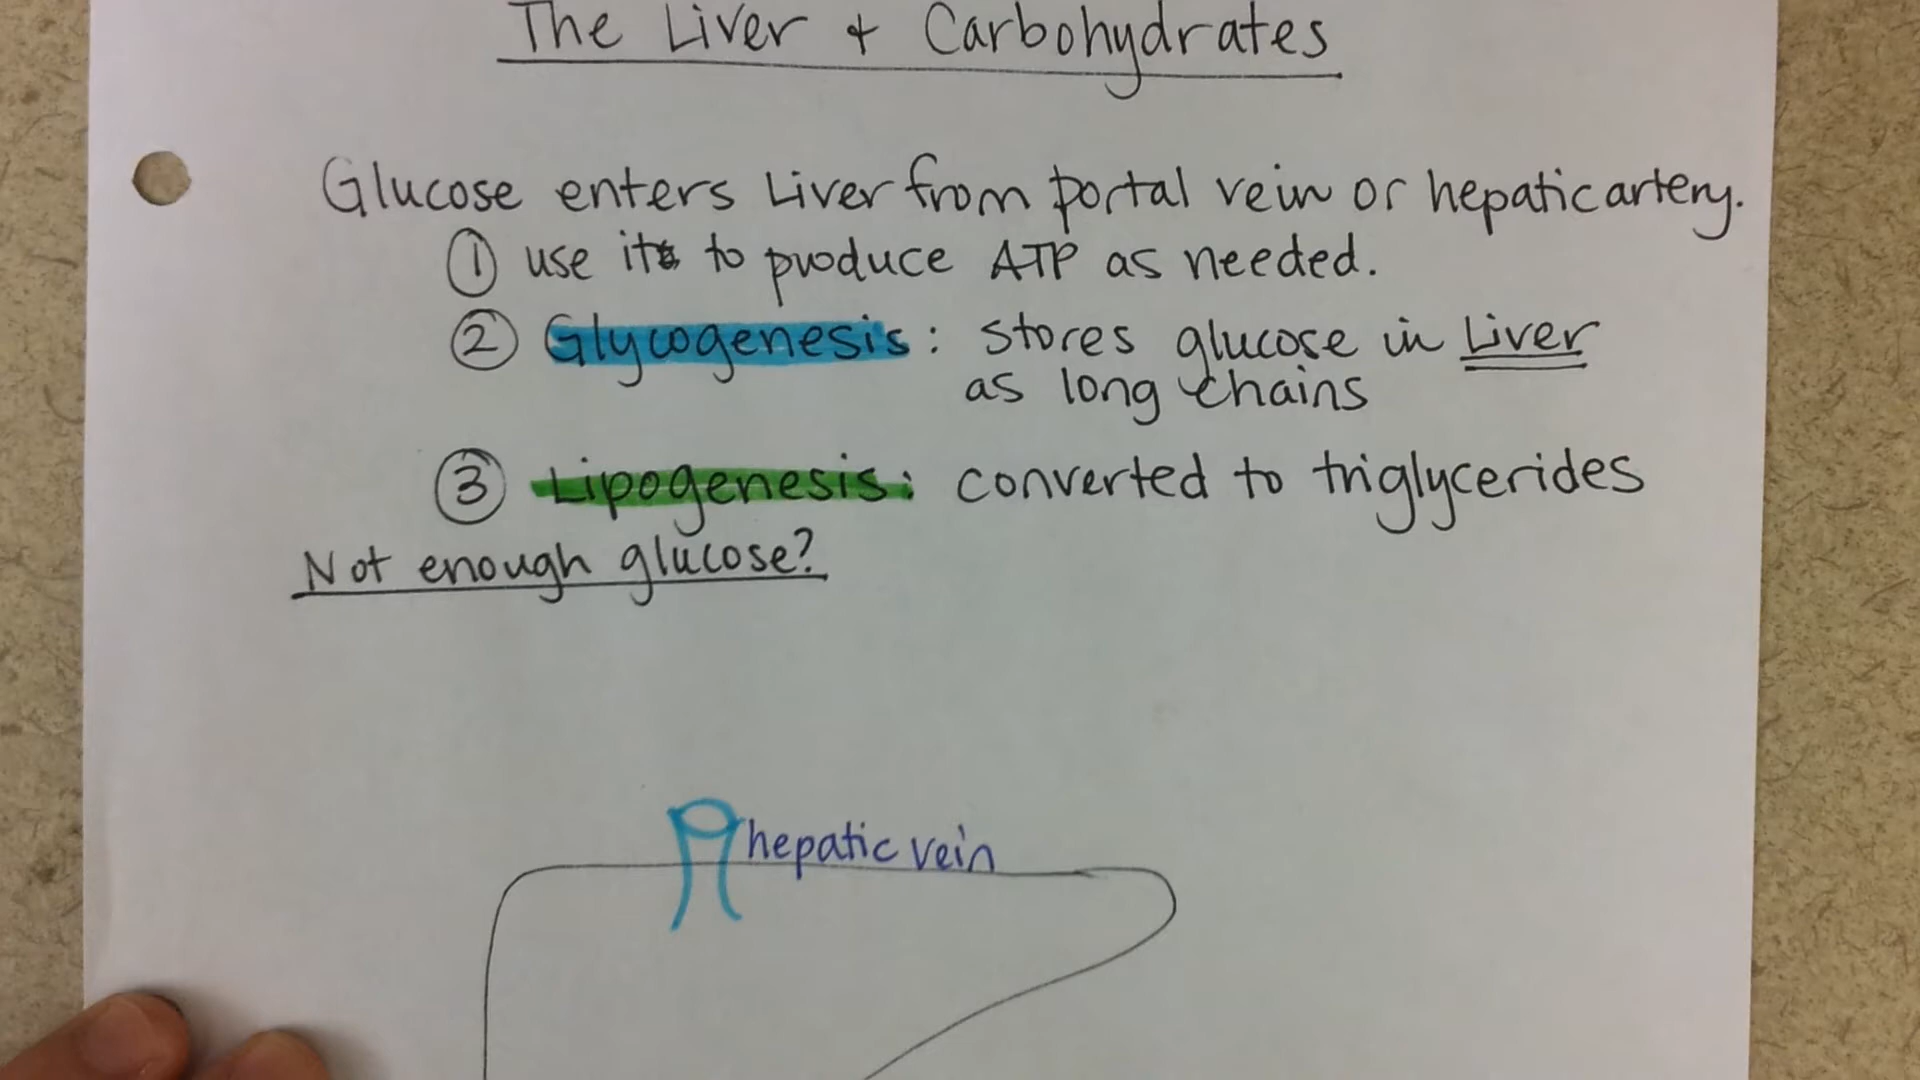 The Liver + Carbohydrates
Glucose enters Liver from portal vein or hepatic artery.
① use it to produce ATP as needed.
② Glycogenesis: stores glucose in Liver
as long chains
③ Lipogenesis: converted to triglycerides
Not enough glucose?
hepatic vein